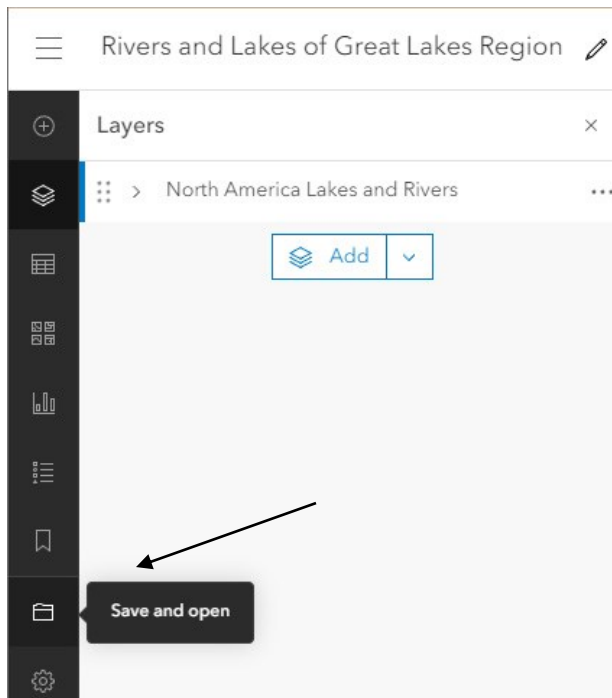 Rivers and Lakes of Great Lakes Region
Layers
North America Lakes and Rivers
Add
Save and open